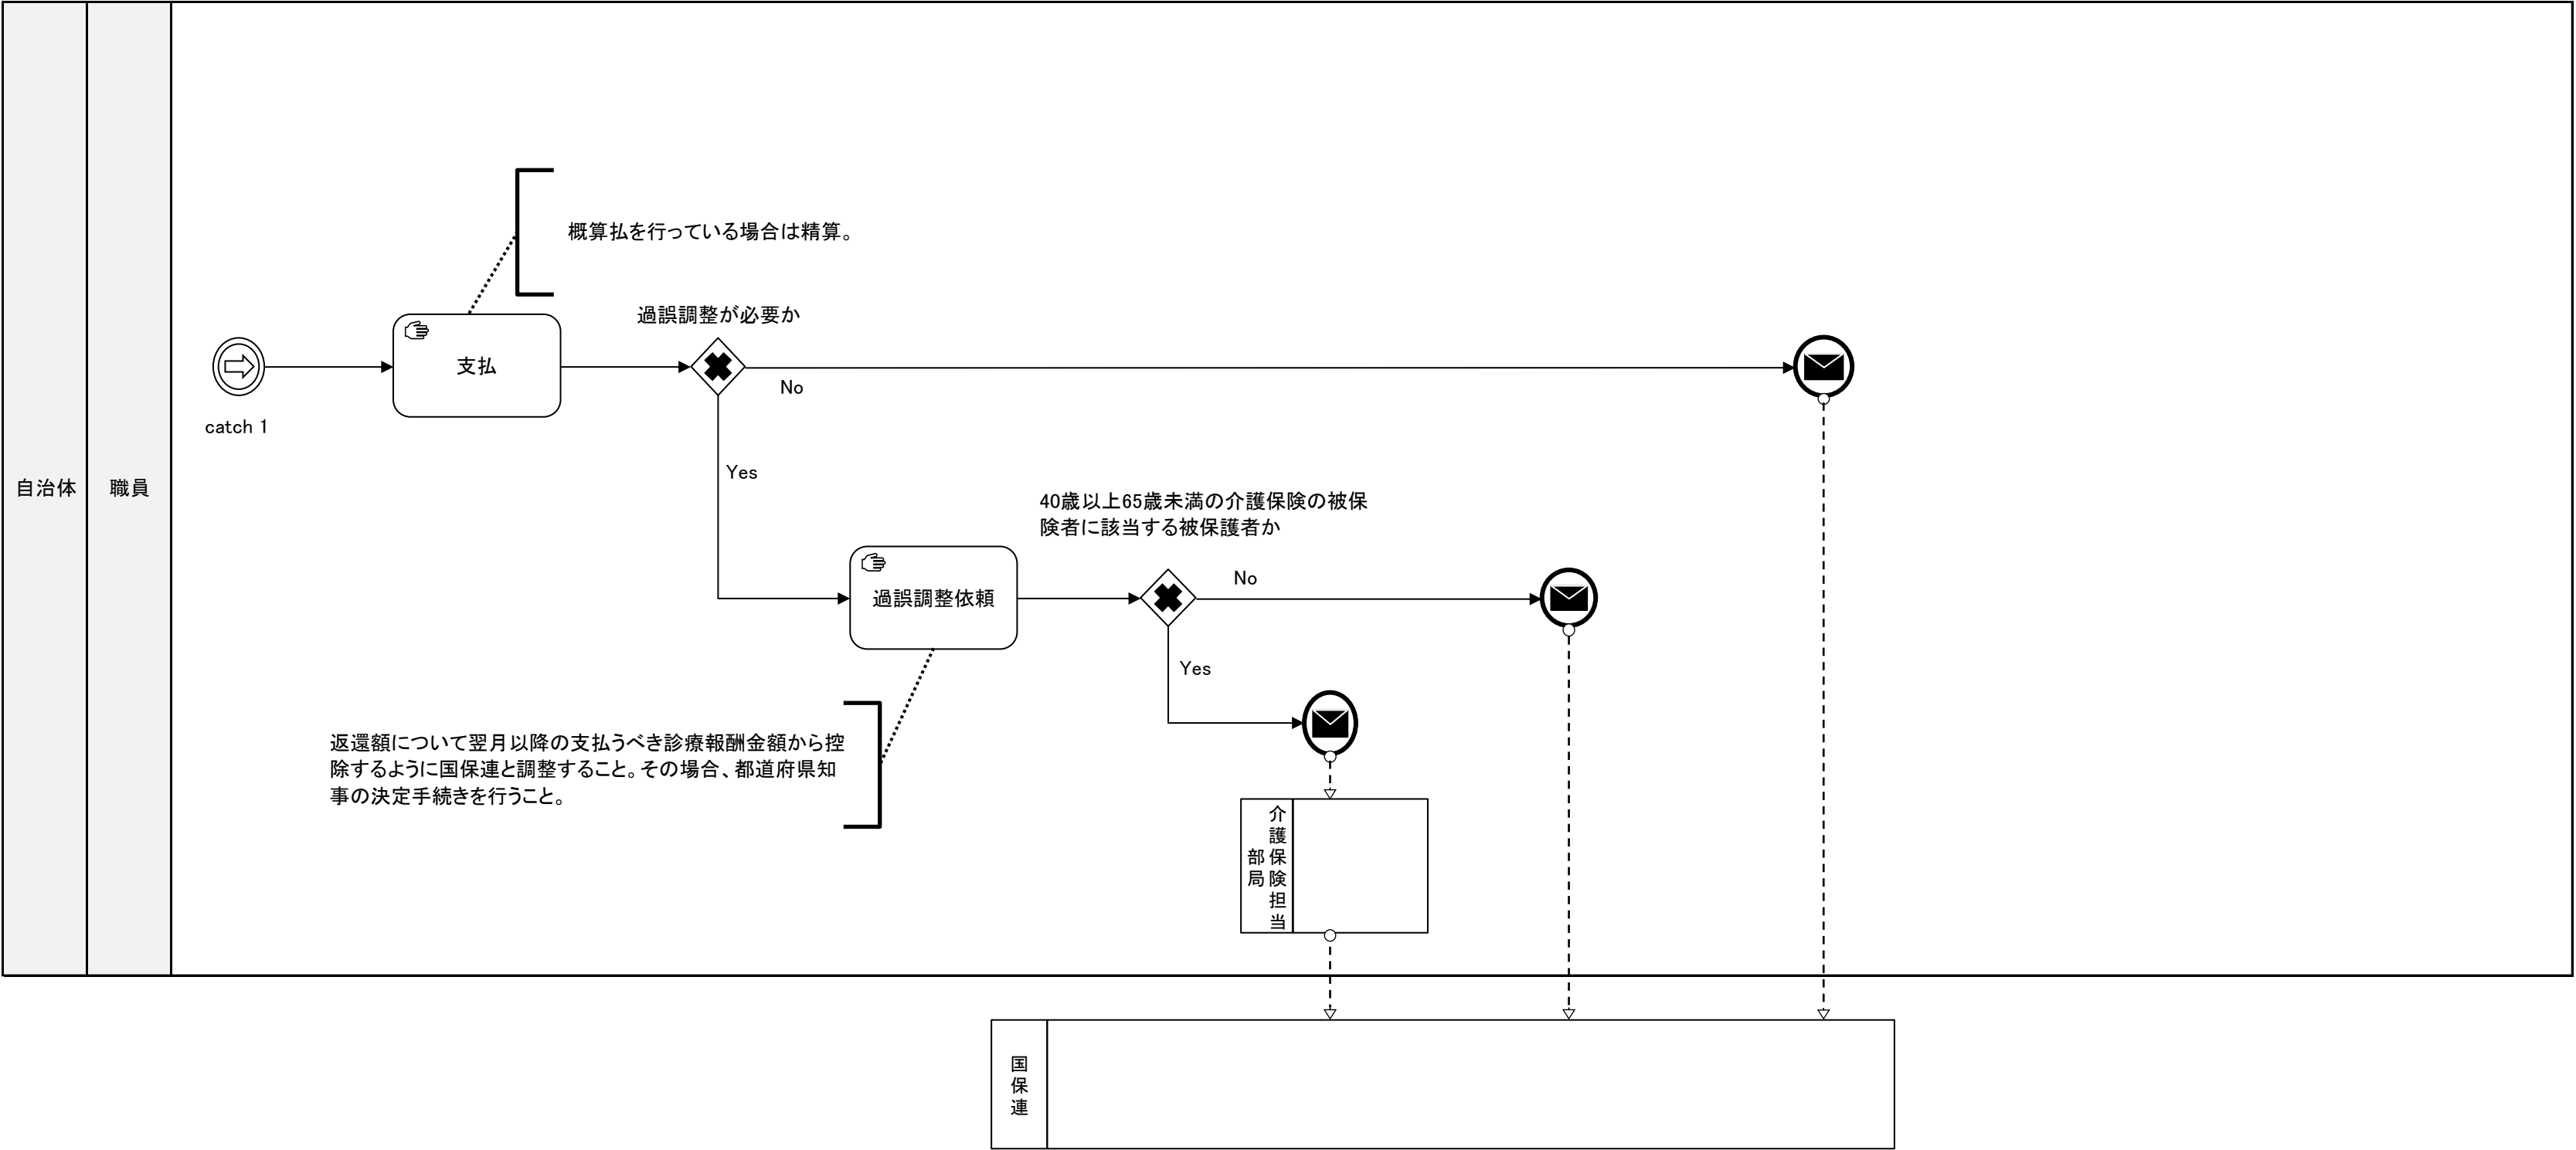 自治体
職員
概算払を行っている場合は精算。
過誤調整が必要か
支払
No
catch 1
Yes
40歳以上65歳未満の介護保険の被保
険者に該当する被保護者か
No
過誤調整依頼
Yes
返還額について翌月以降の支払うべき診療報酬金額から控
除するように国保連と調整すること。その場合、都道府県知
事の決定手続きを行うこと。
介護保険担当
部局
国保連